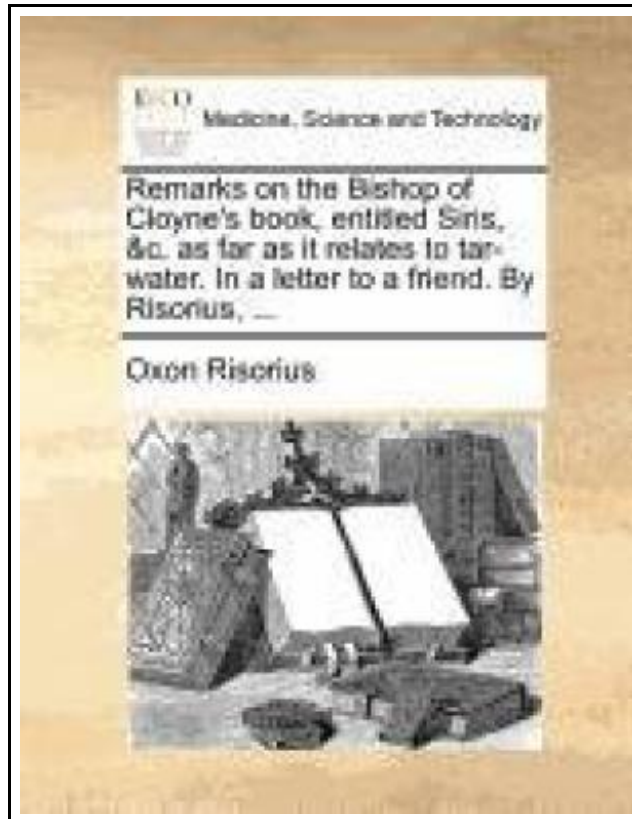 ECCO
Medicine, Science and Technology
Remarks on the Bishop of
Cloyne's book, entitled Siris,
&c. as far as it relates to tar-
water. In a letter to a friend. By
Risorius, ...
Oxon Risorius